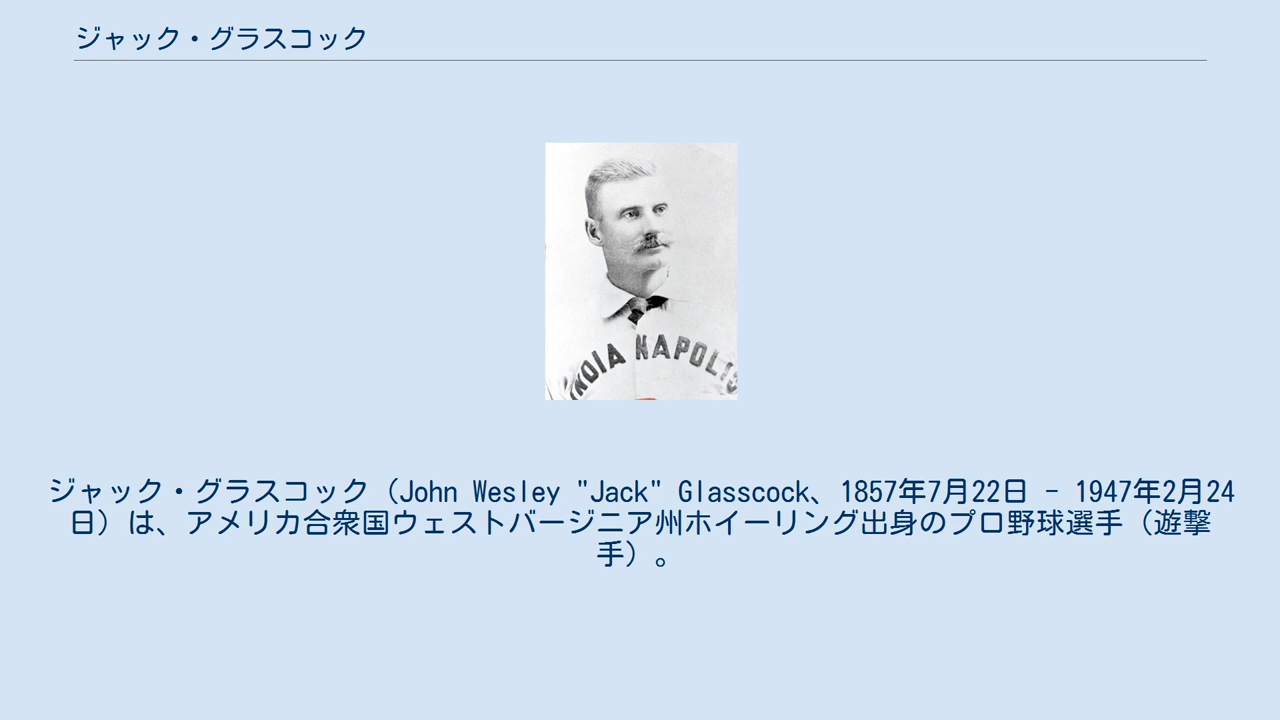 ジャック・グラスコック
INDIANAPOLIS
ジャック・グラスコック（John Wesley "Jack" Glasscock、1857年7月22日 - 1947年2月24
日）は、アメリカ合衆国ウェストバージニア州ホイーリング出身のプロ野球選手（遊撃
手）。